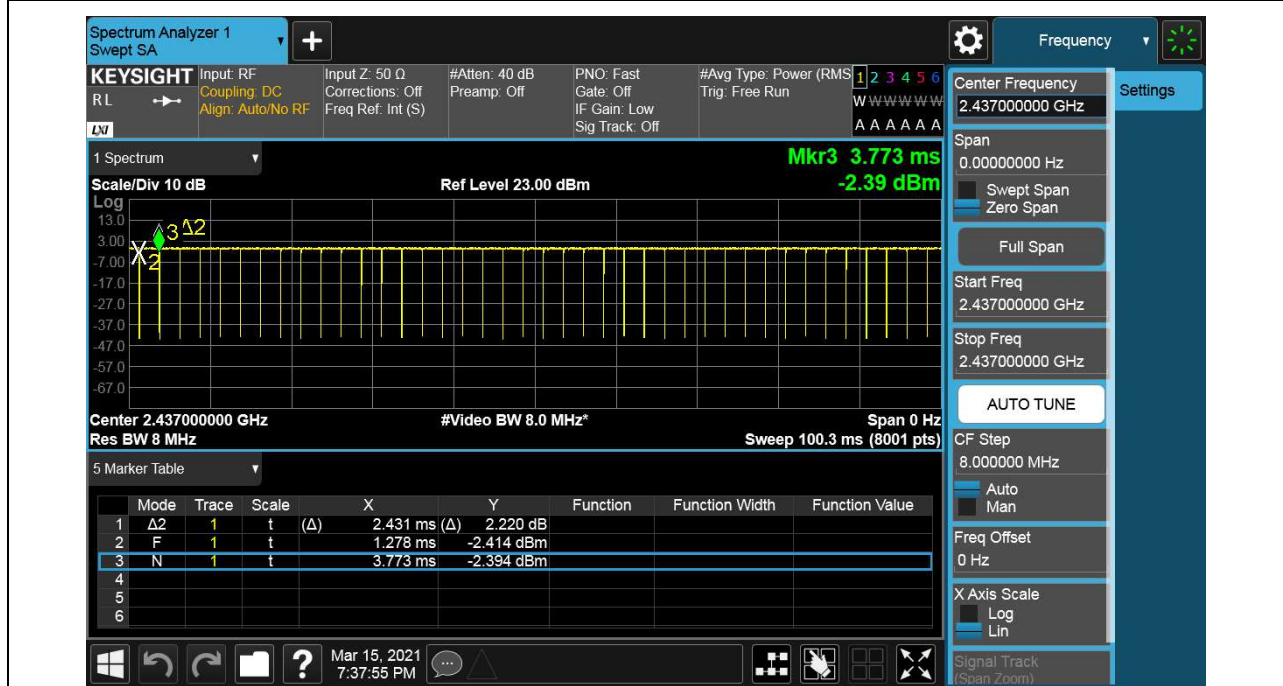 Spectrum Analyzer 1
Swept SA
+
Frequency
KEYSIGHT
RL
LXI
Input: RF
Coupling: DC
Align: Auto/No RF
Input Z: 50 Ω
Corrections: Off
Freq Ref: Int (S)
#Atten: 40 dB
Preamp: Off
PNO: Fast
Gate: Off
IF Gain: Low
Sig Track: Off
#Avg Type: Power (RMS
Trig: Free Run
1 2 3 4 5 6
W W W W W W
A A A A A A
1 Spectrum
Mkr3 3.773 ms
-2.39 dBm
Scale/Div 10 dB
Ref Level 23.00 dBm
Log
13.0
3.00
-7.00
-17.0
-27.0
-37.0
-47.0
-57.0
-67.0
3 Δ2
X2
Center 2.437000000 GHz
#Video BW 8.0 MHz*
Span 0 Hz
Res BW 8 MHz
Sweep 100.3 ms (8001 pts)
5 Marker Table
Mode Trace Scale X Y Function Function Width Function Value
1 Δ2 1 t (Δ) 2.431 ms (Δ) 2.220 dB
2 F 1 t 1.278 ms -2.414 dBm
3 N 1 t 3.773 ms -2.394 dBm
4
5
6
?
Mar 15, 2021
7:37:55 PM
Center Frequency
2.437000000 GHz
Settings
Span
0.00000000 Hz
Swept Span
Zero Span
Full Span
Start Freq
2.437000000 GHz
Stop Freq
2.437000000 GHz
AUTO TUNE
CF Step
8.000000 MHz
Auto
Man
Freq Offset
0 Hz
X Axis Scale
Log
Lin
Signal Track
(Span Zoom)